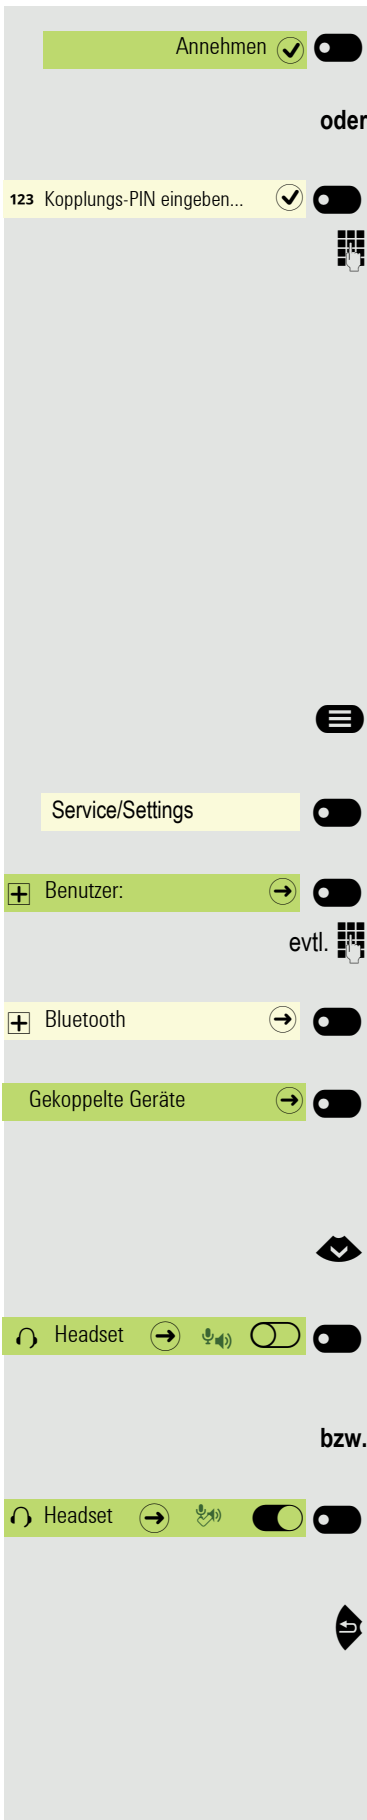 Annehmen
oder
123 Kopplungs-PIN eingeben...
Service/Settings
Benutzer:
evtl.
Bluetooth
Gekoppelte Geräte
Headset
bzw.
Headset